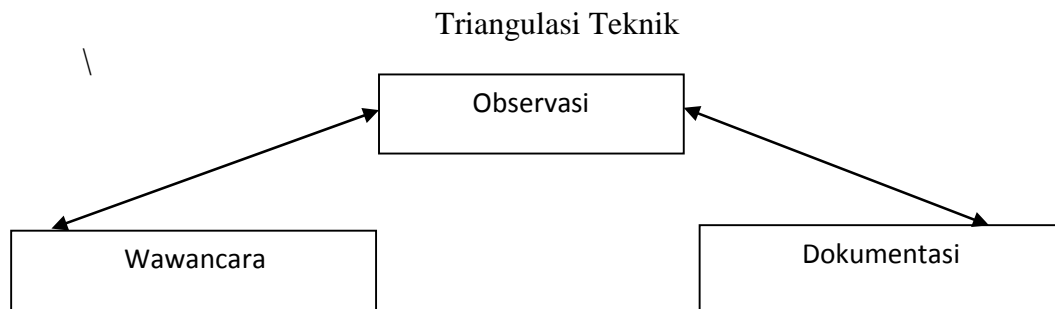 Triangulasi Teknik
\
Observasi
Wawancara
Dokumentasi